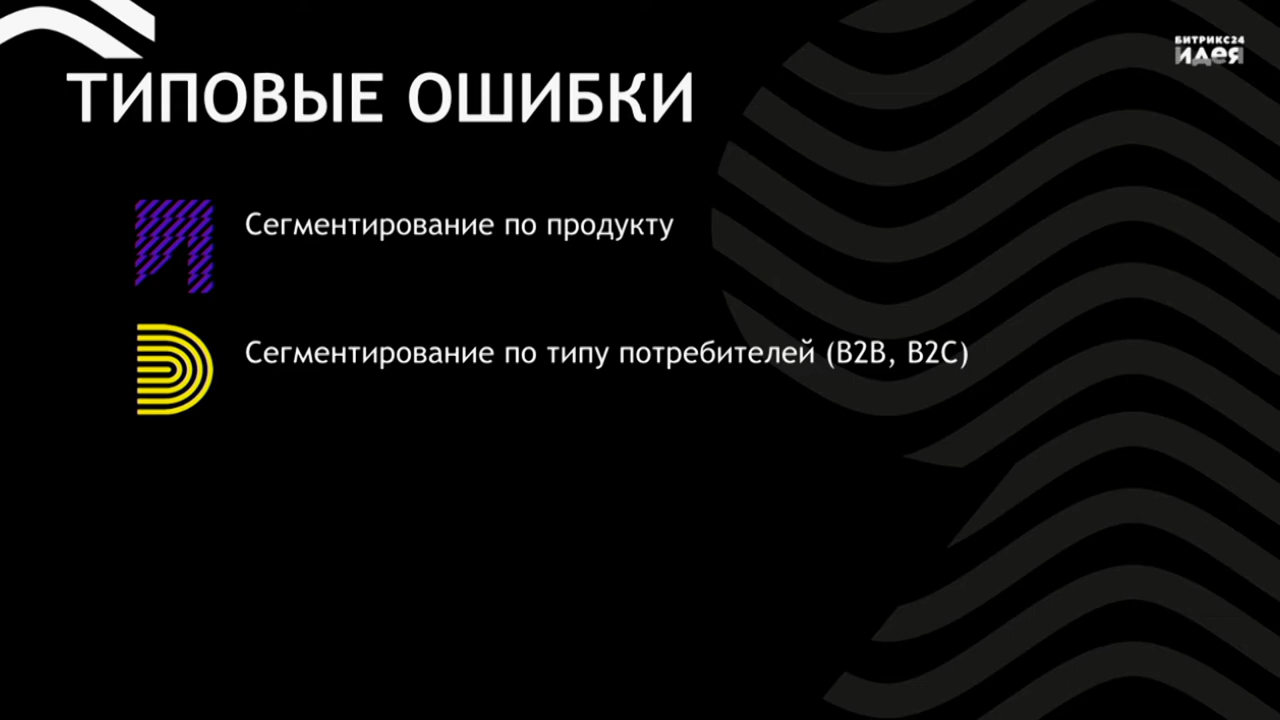 БИТРИКС24
идея
ТИПОВЫЕ ОШИБКИ
Сегментирование по продукту
Сегментирование по типу потребителей (B2B, B2C)